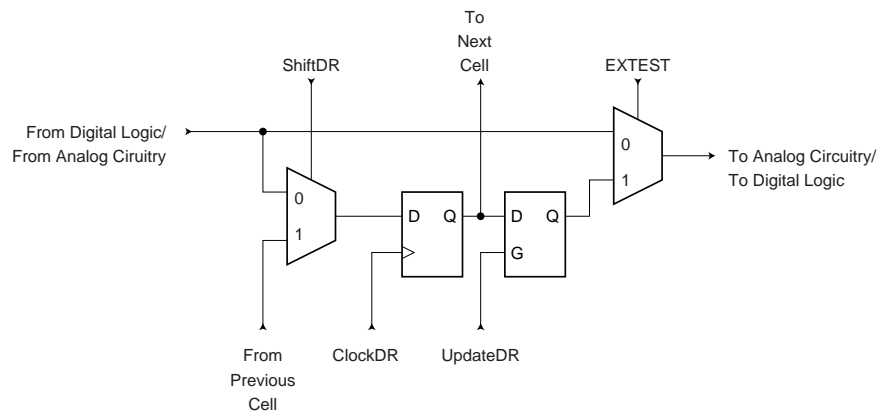 To
Next
Cell
ShiftDR
EXTEST
From Digital Logic/
From Analog Ciruitry
0
1
To Analog Circuitry/
To Digital Logic
0
1
D Q
D Q
G
From
Previous
Cell
ClockDR
UpdateDR